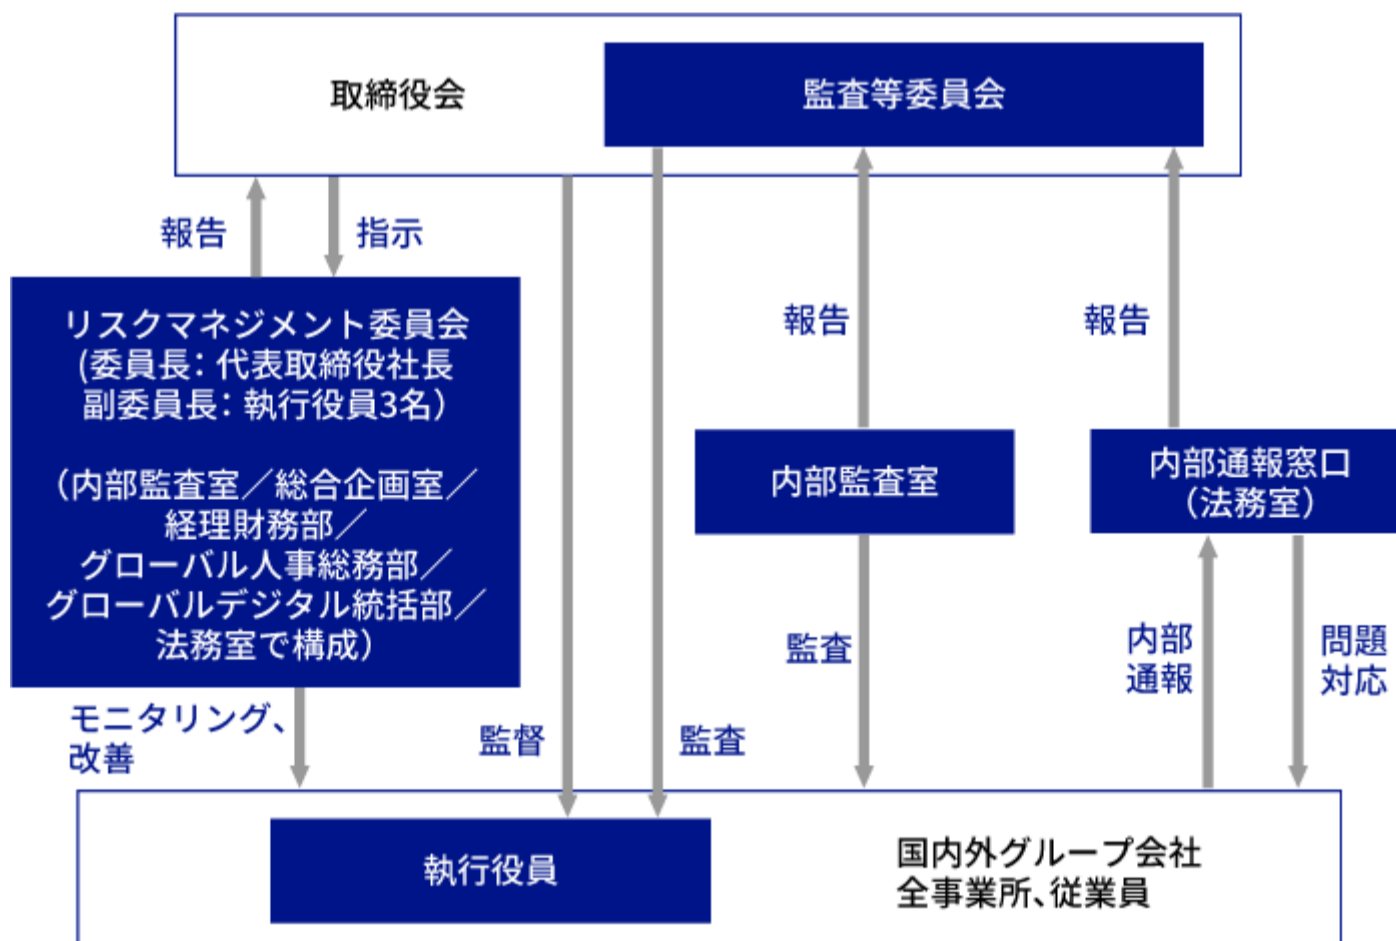 取締役会
監査等委員会
報告
指示
報告
報告
リスクマネジメント委員会
(委員長：代表取締役社長
副委員長：執行役員3名）
（内部監査室／総合企画室／
経理財務部／
グローバル人事総務部／
グローバルデジタル統括部／
法務室で構成）
内部監査室
内部通報窓口
（法務室）
モニタリング、
改善
監督
監査
監査
内部
通報
問題
対応
執行役員
国内外グループ会社
全事業所、従業員